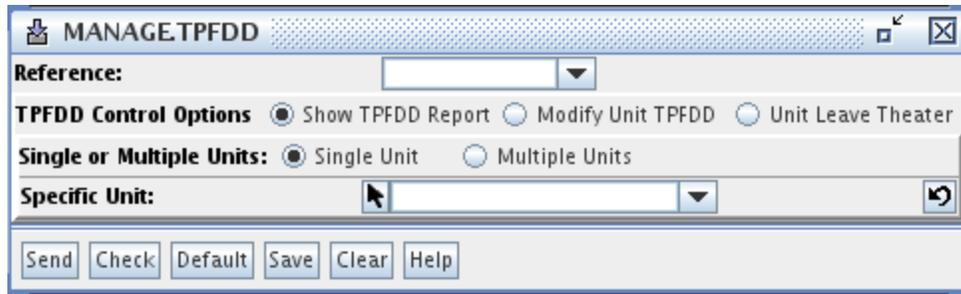 MANAGE.TPFDD
Reference:
TPFDD Control Options Show TPFDD Report Modify Unit TPFDD Unit Leave Theater
Single or Multiple Units: Single Unit Multiple Units
Specific Unit:
Send Check Default Save Clear Help